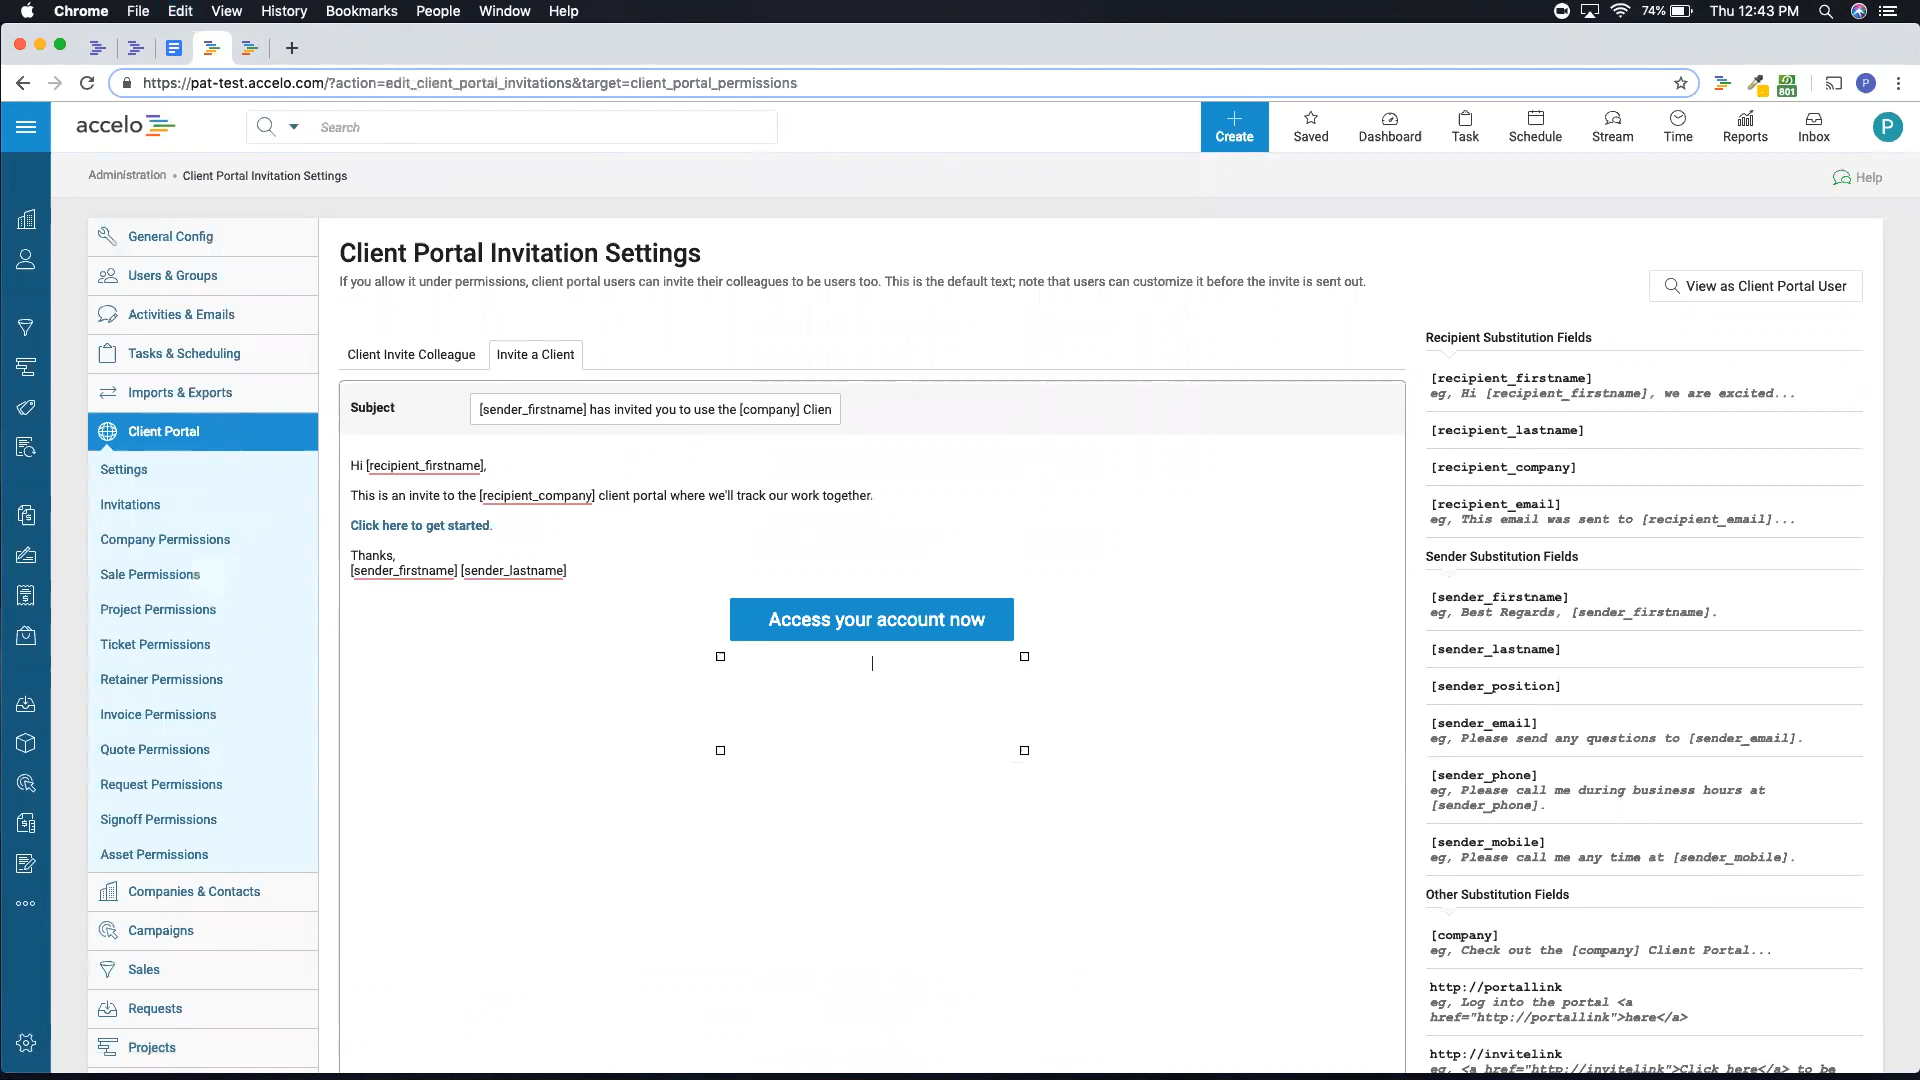 Chrome File Edit View History Bookmarks People Window Help 74% Thu 12:43 PM
https://pat-test.accelo.com/?action=edit_client_portal_invitations&target=client_portal_permissions
801
P
accelo
Search
Create
Saved
Dashboard
Task
Schedule
Stream
Time
Reports
Inbox
P
Administration • Client Portal Invitation Settings
Help
General Config
Users & Groups
Activities & Emails
Tasks & Scheduling
Imports & Exports
Client Portal
Settings
Invitations
Company Permissions
Sale Permissions
Project Permissions
Ticket Permissions
Retainer Permissions
Invoice Permissions
Quote Permissions
Request Permissions
Signoff Permissions
Asset Permissions
Companies & Contacts
Campaigns
Sales
Requests
Projects
Client Portal Invitation Settings
If you allow it under permissions, client portal users can invite their colleagues to be users too. This is the default text; note that users can customize it before the invite is sent out.
View as Client Portal User
Client Invite Colleague
Invite a Client
Subject
[sender_firstname] has invited you to use the [company] Clien
Hi [recipient_firstname],
This is an invite to the [recipient_company] client portal where we'll track our work together.
Click here to get started.
Thanks,
[sender_firstname] [sender_lastname]
Access your account now
Recipient Substitution Fields
[recipient_firstname]
eg, Hi [recipient_firstname], we are excited...
[recipient_lastname]
[recipient_company]
[recipient_email]
eg, This email was sent to [recipient_email]...
Sender Substitution Fields
[sender_firstname]
eg, Best Regards, [sender_firstname].
[sender_lastname]
[sender_position]
[sender_email]
eg, Please send any questions to [sender_email].
[sender_phone]
eg, Please call me during business hours at
[sender_phone].
[sender_mobile]
eg, Please call me any time at [sender_mobile].
Other Substitution Fields
[company]
eg, Check out the [company] Client Portal...
http://portallink
eg, Log into the portal <a
href="http://portallink">here</a>
http://invitelink
eg, <a href="http://invitelink">Click here</a> to be